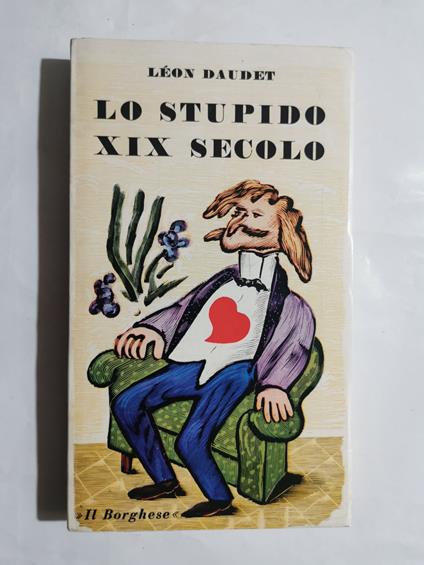 LÉON DAUDET
LO STUPIDO
XIX SECOLO
»Il Borghese«